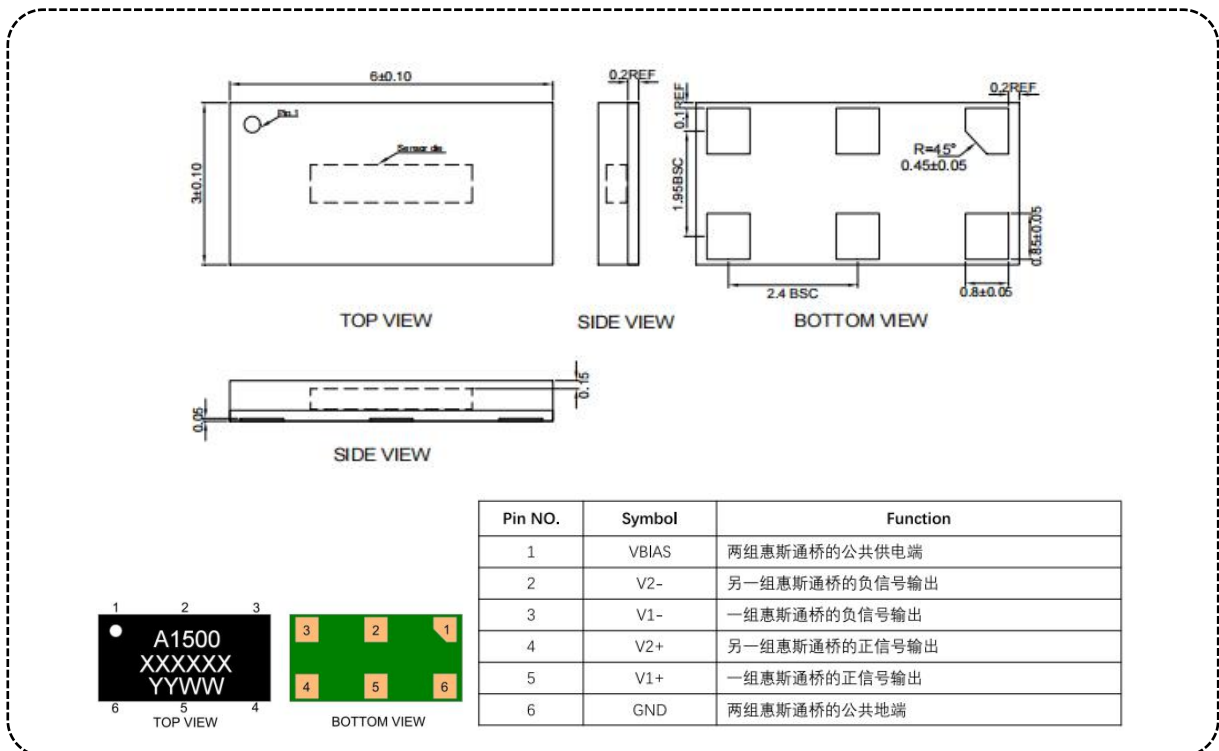 6±0.10
0.2REF
0.2REF
Pin 1
0.1REF
Sensor die
R=45°
0.45±0.05
3±0.10
1.95BSC
0.85±0.05
2.4 BSC
0.8±0.05
TOP VIEW
SIDE VIEW
BOTTOM VIEW
0.15
0.05
SIDE VIEW
Pin NO. Symbol Function
1 VBIAS 两组惠斯通桥的公共供电端
2 V2- 另一组惠斯通桥的负信号输出
3 V1- 一组惠斯通桥的负信号输出
4 V2+ 另一组惠斯通桥的正信号输出
5 V1+ 一组惠斯通桥的正信号输出
6 GND 两组惠斯通桥的公共地端
1 2 3
A1500
XXXXXX
YYWW
6 5 4
TOP VIEW
3 2 1
4 5 6
BOTTOM VIEW